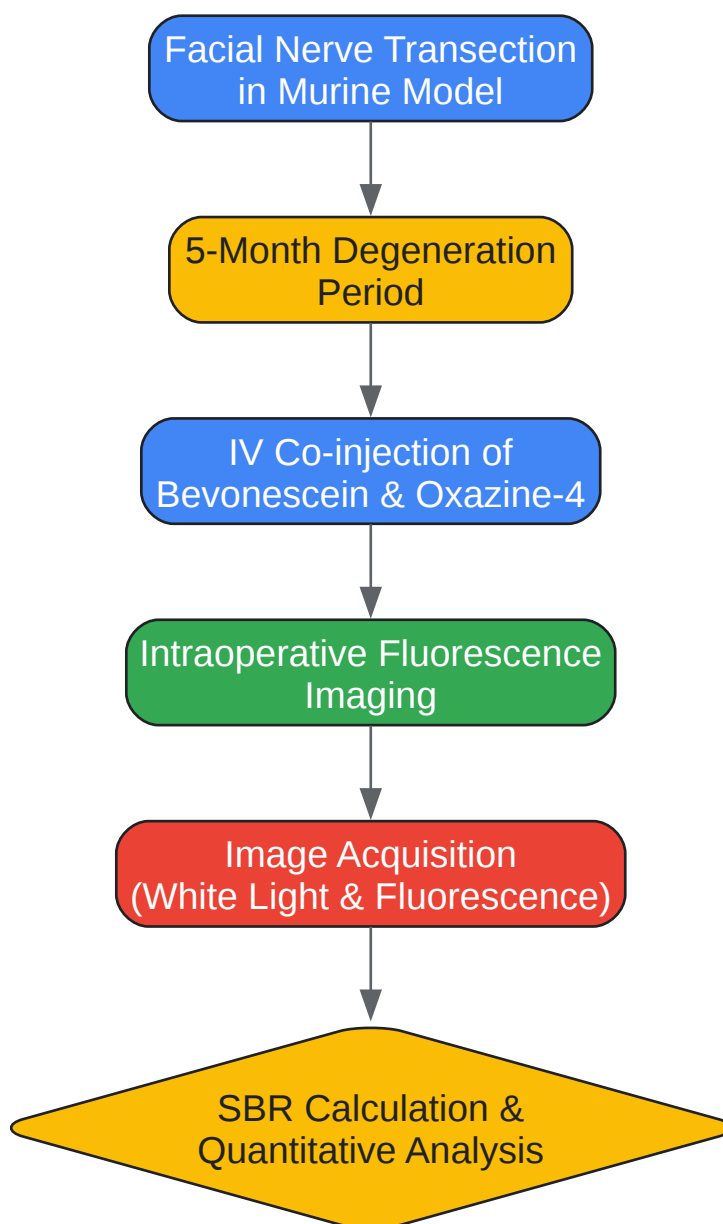 Facial Nerve Transection
in Murine Model
5-Month Degeneration
Period
IV Co-injection of
Bevonescein & Oxazine-4
Intraoperative Fluorescence
Imaging
Image Acquisition
(White Light & Fluorescence)
SBR Calculation &
Quantitative Analysis